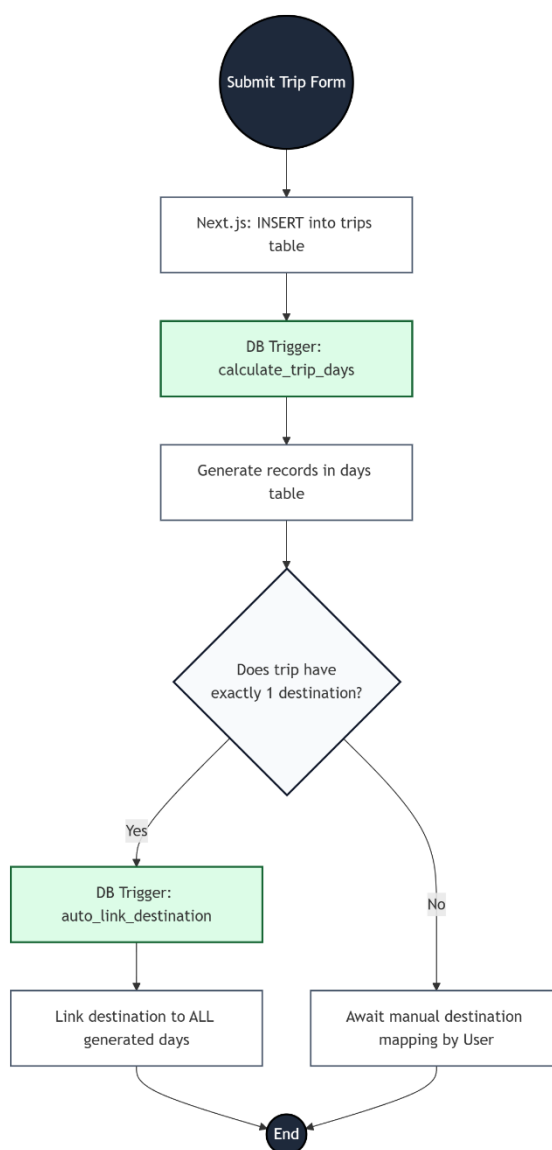 Submit Trip Form
Next.js: INSERT into trips
table
DB Trigger:
calculate_trip_days
Generate records in days
table
Does trip have
exactly 1 destination?
Yes
No
DB Trigger:
auto_link_destination
Link destination to ALL
generated days
Await manual destination
mapping by User
End